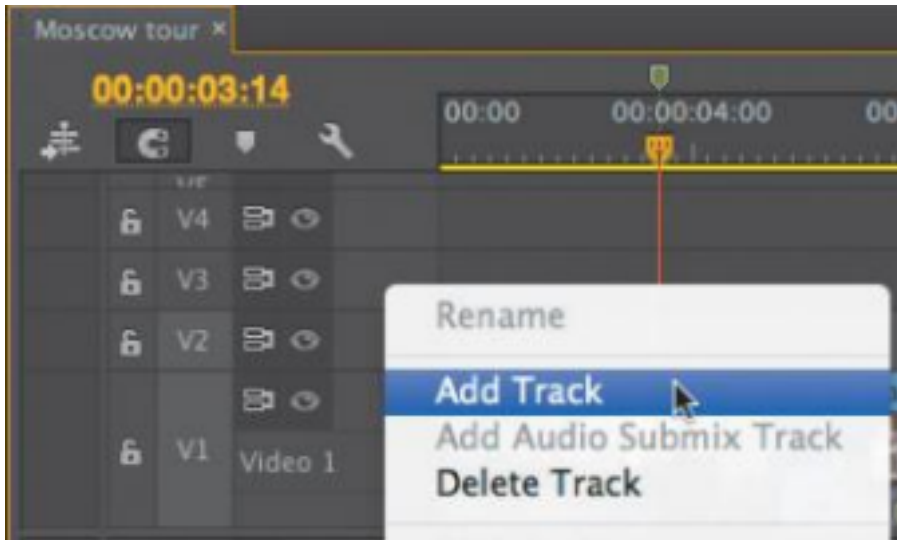 Moscow tour ×
00:00:03:14
00:00 00:00:04:00 00
V4
V3
V2
V1
Video 1
Rename
Add Track
Add Audio Submix Track
Delete Track